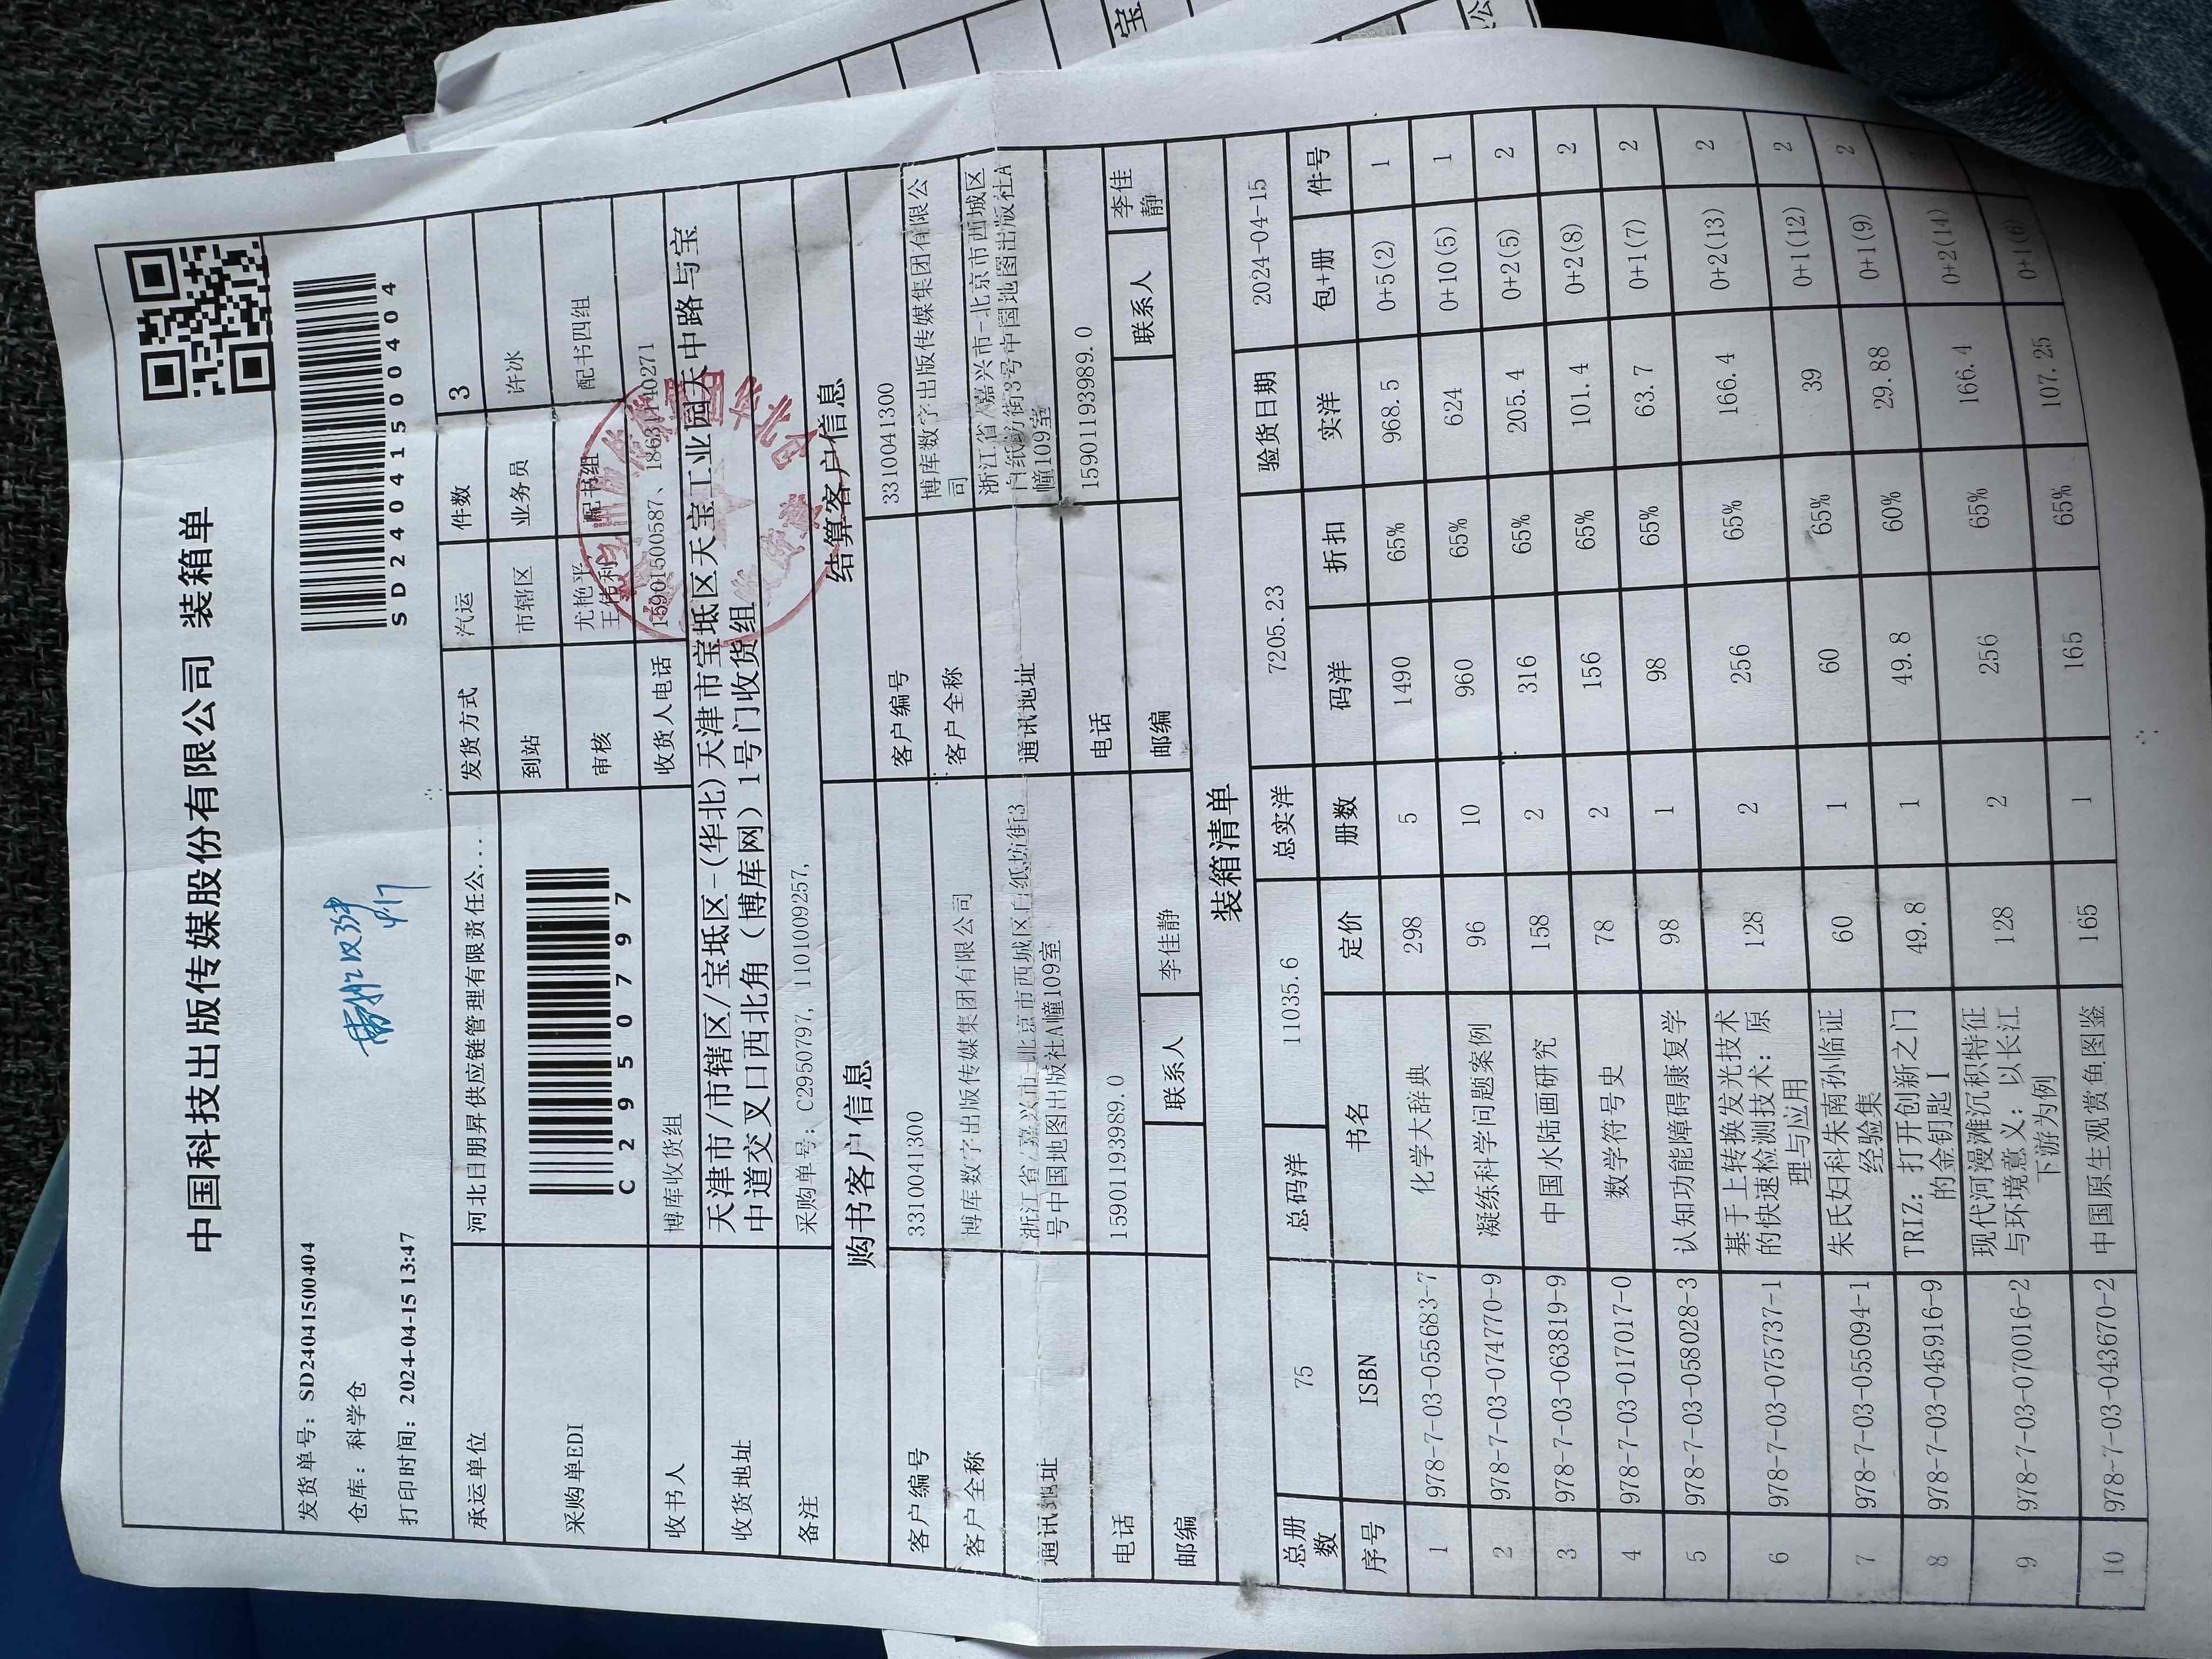 中国科技出版传媒股份有限公司 装箱单
发货单号：SD2404151500404
仓库：科学仓
打印时间：2024-04-15 13:47
SD24041500404
承运单位 河北日朋昇供应链管理有限责任公... 发货方式 汽运 件数 3
采购单EDI C2950797 到站 市辖区 业务员 许冰
审核 尤艳平 配书组 配书四组
收书人 博库收货组 收货人电话 15901500587、18631140271
收货地址 天津市/市辖区/宝坻区-(华北)天津市宝坻区天宝工业园天中路与宝
中道交叉口西北角（博库网）1号门收货组
备注 采购单号：C2950797, 1101009257,
购书客户信息 结算客户信息
客户编号 3310041300 客户编号 3310041300
客户全称 博库数字出版传媒集团有限公司 客户全称 博库数字出版传媒集团有限公
司
通讯地址 浙江省/嘉兴市-北京市西城区白纸坊街3
号中国地图出版社A幢109室 通讯地址 浙江省/嘉兴市-北京市西城区
白纸坊街3号中国地图出版社A
幢109室
电话 15901193989.0 电话 15901193989.0
邮编 联系人 李佳静 邮编 联系人 李佳
静
装箱清单
总册
数 75 总码洋 11035.6 总实洋 7205.23 验货日期 2024-04-15
序号 ISBN 书名 定价 册数 码洋 折扣 实洋 包+册 件号
1 978-7-03-055683-7 化学大辞典 298 5 1490 65% 968.5 0+5(2) 1
2 978-7-03-074770-9 凝练科学问题案例 96 10 960 65% 624 0+10(5) 1
3 978-7-03-063819-9 中国水陆画研究 158 2 316 65% 205.4 0+2(5) 2
4 978-7-03-017017-0 数学符号史 78 2 156 65% 101.4 0+2(8) 2
5 978-7-03-058028-3 认知功能障碍康复学 98 1 98 65% 63.7 0+1(7) 2
6 978-7-03-075737-1 基于上转换发光技术
的快速检测技术：原
理与应用 128 2 256 65% 166.4 0+2(13) 2
7 978-7-03-055094-1 朱氏妇科朱南孙临证
经验集 60 1 60 65% 39 0+1(12) 2
8 978-7-03-045916-9 TRIZ：打开创新之门
的金钥匙Ⅰ 49.8 1 49.8 60% 29.88 0+1(9) 2
9 978-7-03-070016-2 现代河漫滩沉积特征
与环境意义：以长江
下游为例 128 2 256 65% 166.4 0+2(14)
10 978-7-03-043670-2 中国原生观赏鱼图鉴 165 1 165 65% 107.25 0+1(6)